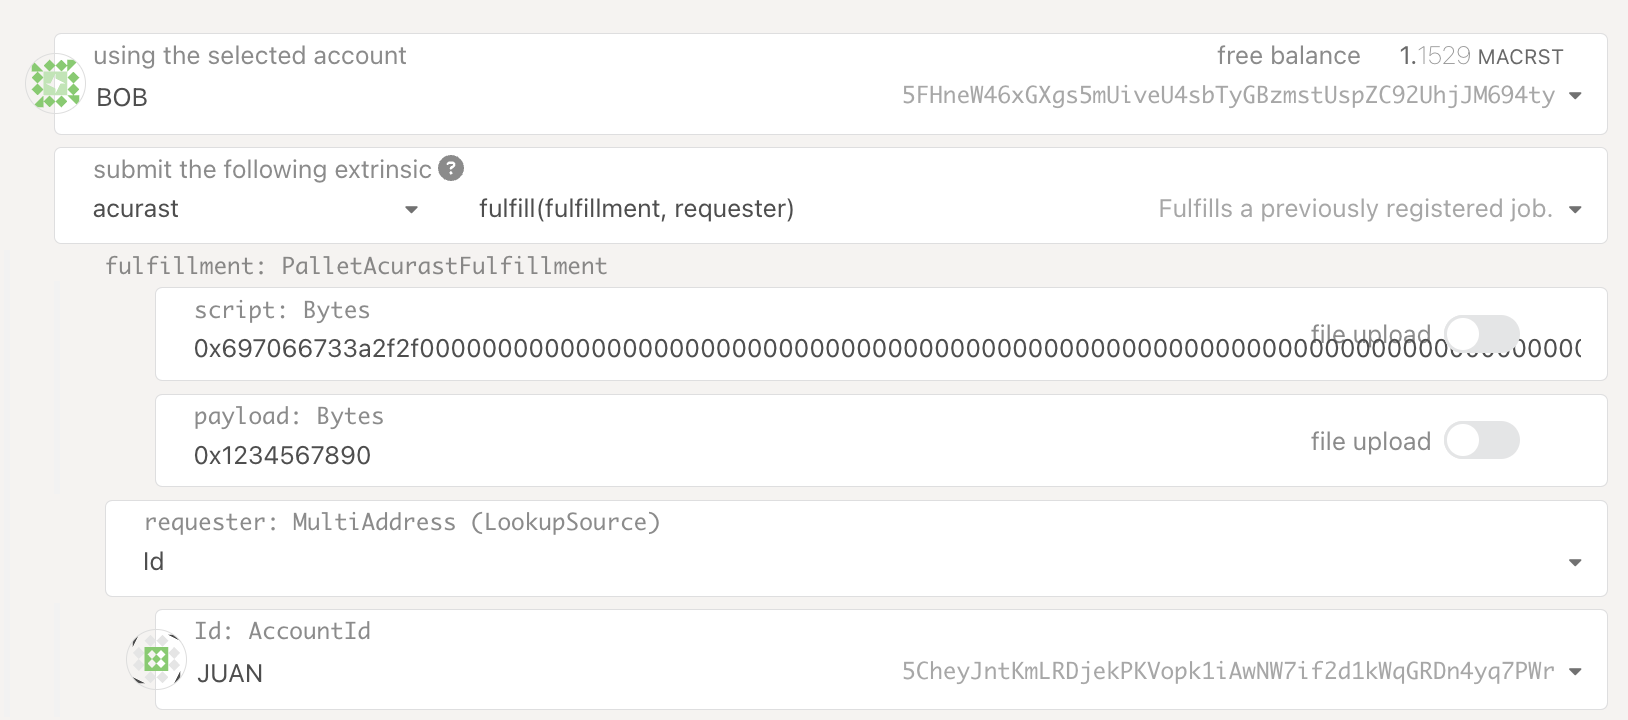 using the selected account
free balance 1.1529 MACRST
BOB
5FHneW46xGXgs5mUiveU4sbTyGBzmstUspZC92UhjJM694ty
submit the following extrinsic ?
acurast
fulfill(fulfillment, requester)
Fulfills a previously registered job.
fulfillment: PalletAcurastFulfillment
script: Bytes
file upload
0x697066733a2f2f00000000000000000000000000000000000000000000000000000000000000000000000000
payload: Bytes
file upload
0x1234567890
requester: MultiAddress (LookupSource)
Id
Id: AccountId
JUAN
5CheyJntKmLRDjekPKVopk1iAwNW7if2d1kWqGRDn4yq7PWr